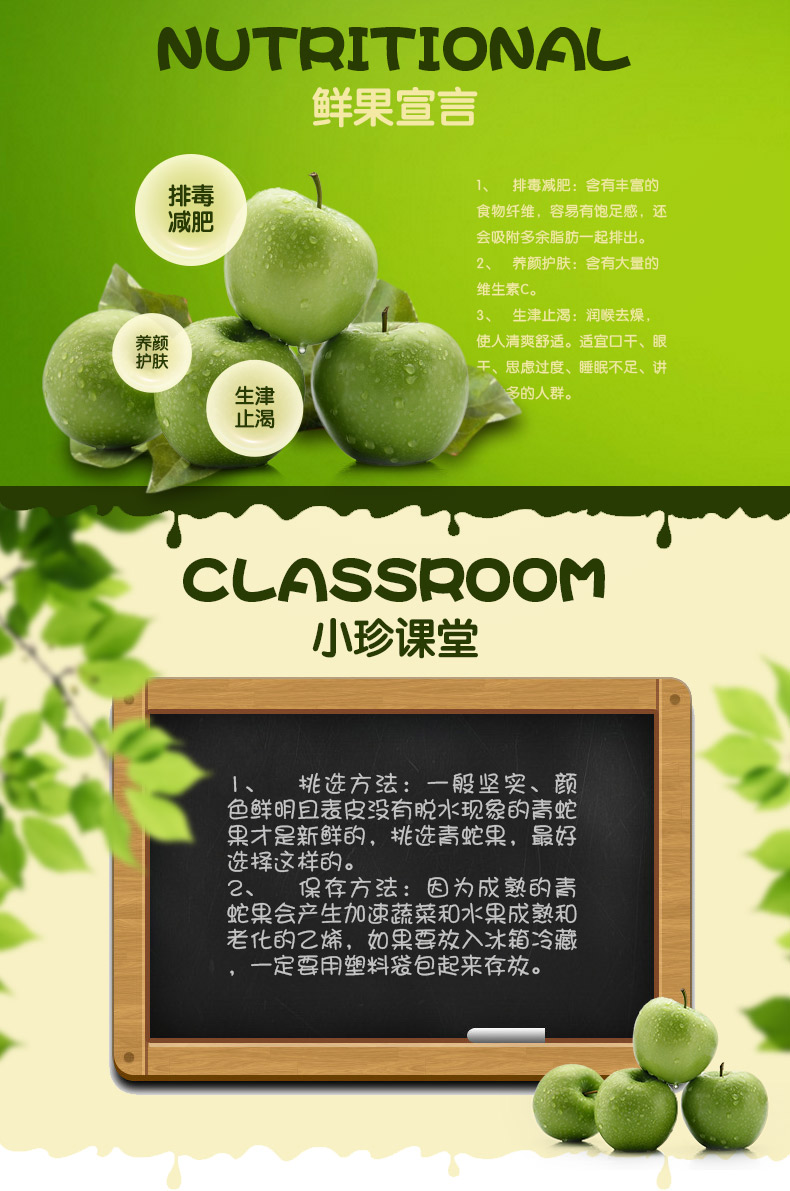 NUTRITIONAL
鲜果宣言
排毒
减肥
养颜
护肤
生津
止渴
1、 排毒减肥：含有丰富的
食物纤维，容易有饱足感，还
会吸附多余脂肪一起排出。
2、 养颜护肤：含有大量的
维生素C。
3、 生津止渴：润喉去燥，
使人清爽舒适。适宜口干、眼
干、思虑过度、睡眠不足、讲
多的人群。
CLASSROOM
小珍课堂
1、 挑选方法：一般坚实、颜
色鲜明且表皮没有脱水现象的青蛇
果才是新鲜的，挑选青蛇果，最好
选择这样的。
2、 保存方法：因为成熟的青
蛇果会产生加速蔬菜和水果成熟和
老化的乙烯，如果要放入冰箱冷藏
，一定要用塑料袋包起来存放。